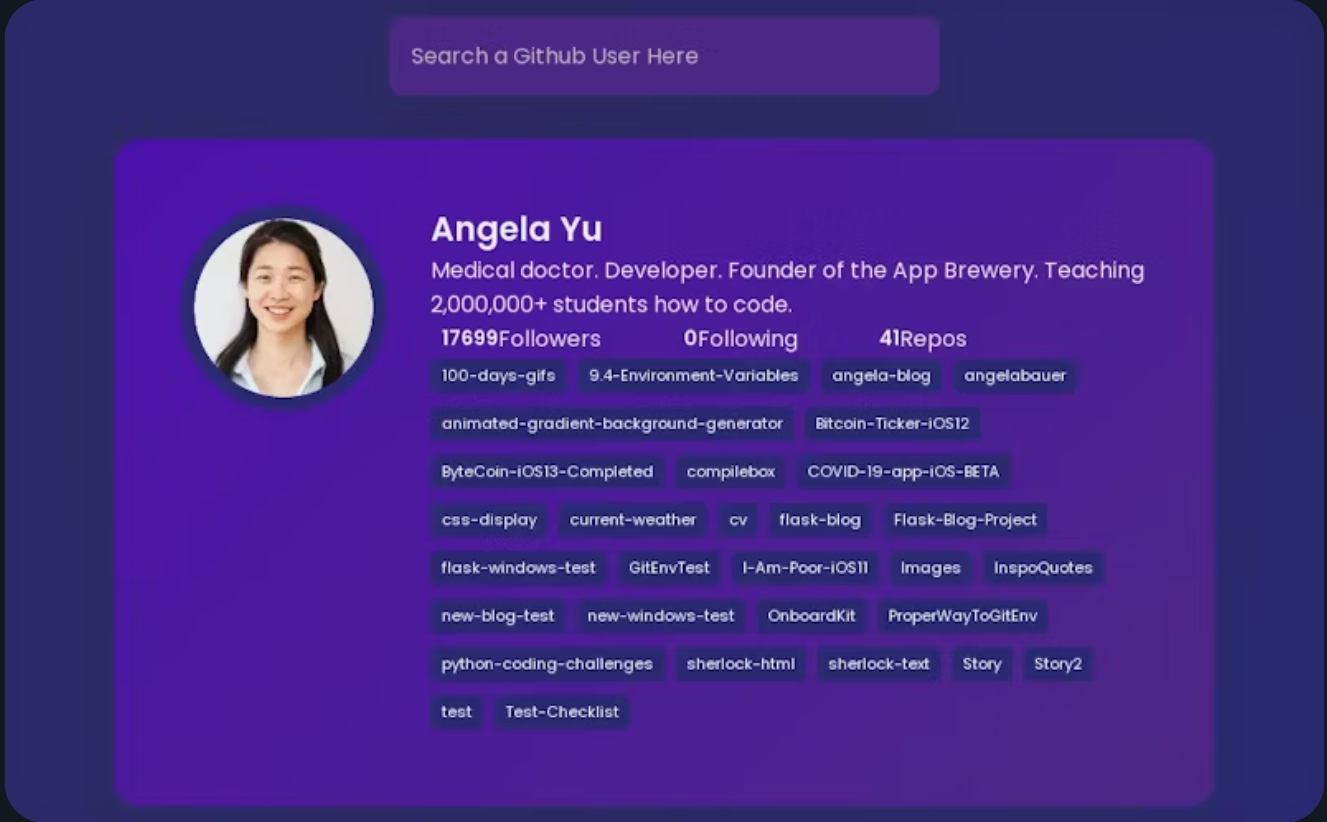 Search a Github User Here
Angela Yu
Medical doctor. Developer. Founder of the App Brewery. Teaching
2,000,000+ students how to code.
17699Followers 0Following 41Repos
100-days-gifs 9.4-Environment-Variables angela-blog angelabauer
animated-gradient-background-generator Bitcoin-Ticker-iOS12
ByteCoin-iOS13-Completed compilebox COVID-19-app-iOS-BETA
css-display current-weather cv flask-blog Flask-Blog-Project
flask-windows-test GitEnvTest I-Am-Poor-iOS11 Images InspoQuotes
new-blog-test new-windows-test OnboardKit ProperWayToGitEnv
python-coding-challenges sherlock-html sherlock-text Story Story2
test Test-Checklist